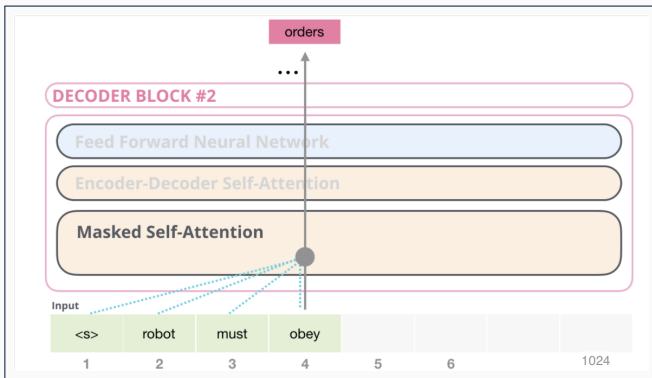 orders
...
DECODER BLOCK #2
Feed Forward Neural Network
Encoder-Decoder Self-Attention
Masked Self-Attention
Input
<s> robot must obey
1 2 3 4 5 6 1024